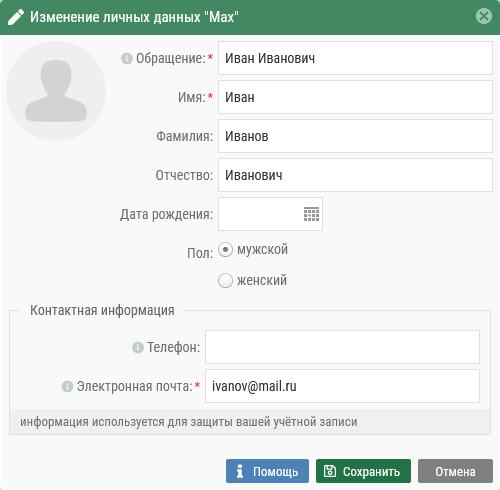 Изменение личных данных "Max"
Обращение:* Иван Иванович
Имя:* Иван
Фамилия: Иванов
Отчество: Иванович
Дата рождения:
Пол: мужской
женский
Контактная информация
Телефон:
Электронная почта:* ivanov@mail.ru
информация используется для защиты вашей учётной записи
Помощь Сохранить Отмена